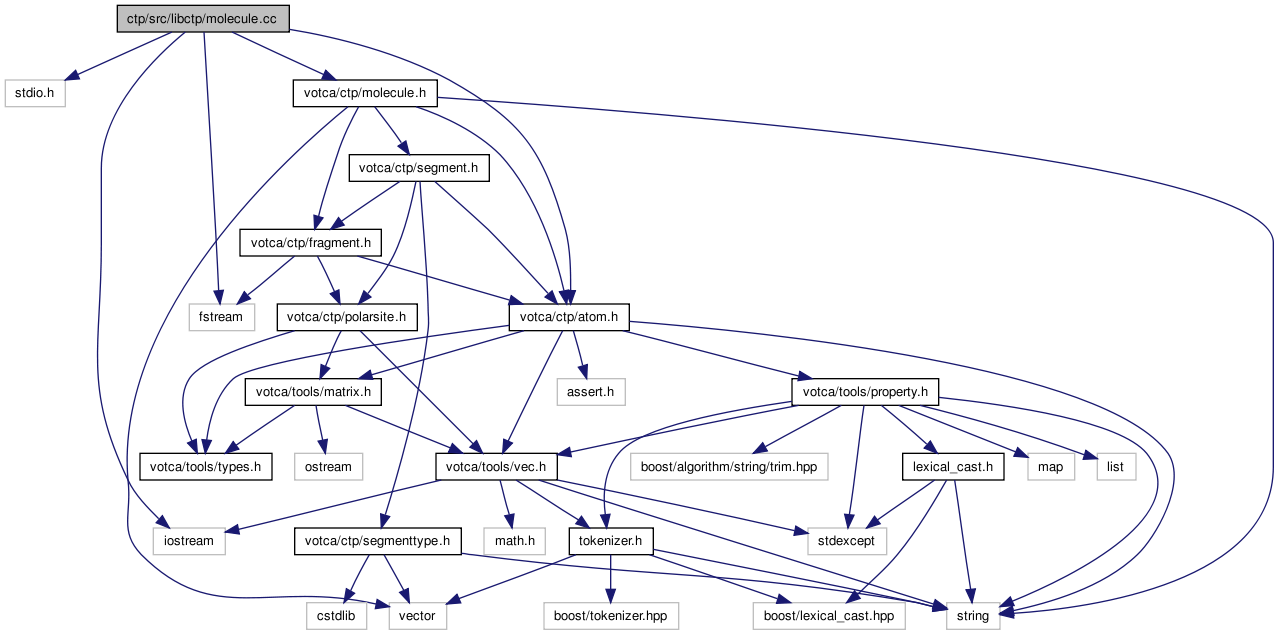 ctp/src/libctp/molecule.cc
stdio.h
votca/ctp/molecule.h
votca/ctp/segment.h
votca/ctp/fragment.h
fstream
votca/ctp/polarsite.h
votca/ctp/atom.h
votca/tools/matrix.h
assert.h
votca/tools/property.h
votca/tools/types.h
ostream
votca/tools/vec.h
boost/algorithm/string/trim.hpp
lexical_cast.h
map
list
iostream
votca/ctp/segmenttype.h
math.h
tokenizer.h
stdexcept
cstdlib
vector
boost/tokenizer.hpp
boost/lexical_cast.hpp
string